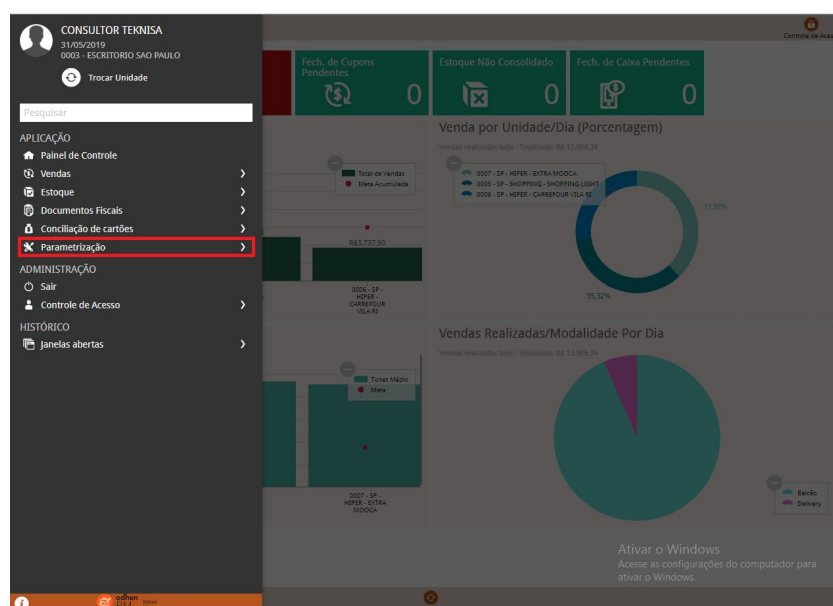 CONSULTOR TEKNISA
31/05/2019
0003 - ESCRITORIO SAO PAULO
Trocar Unidade
Pesquisar
APLICAÇÃO
Painel de Controle
Vendas
Estoque
Documentos Fiscais
Conciliação de cartões
Parametrização
ADMINISTRAÇÃO
Sair
Controle de Acesso
HISTÓRICO
Janelas abertas
odhen
Retail
Controle de Aces
Fech. de Cupons
Pendentes
0
Estoque Não Consolidado
0
Fech. de Caixa Pendentes
0
Total de Vendas
Meta Acumulada
R$3.737,90
0006 - SP -
HIPER -
CARREFOUR
VILA RI
Venda por Unidade/Dia (Porcentagem)
Vendas realizadas hoje - Totalizado: R$ 13.968,34
0007 - SP - HIPER - EXTRA MOOCA
0005 - SP - SHOPPING - SHOPPING LIGHT
0006 - SP - HIPER - CARREFOUR VILA RI
37,92%
35,32%
Ticket Médio
Meta
0007 - SP -
HIPER - EXTRA
MOOCA
Vendas Realizadas/Modalidade Por Dia
Vendas realizadas hoje - Totalizado: R$ 13.968,34
Balcão
Delivery
Ativar o Windows
Acesse as configurações do computador para
ativar o Windows.